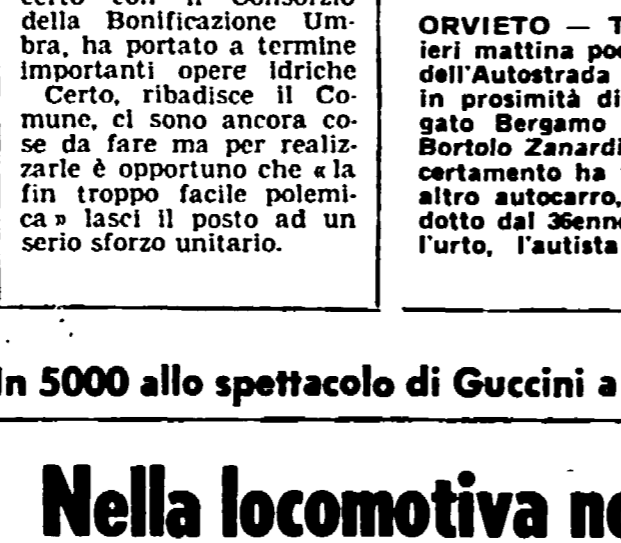 certo con il Consorzio
della Bonificazione Um-
bra, ha portato a termine
importanti opere idriche
Certo, ribadisce il Co-
mune, ci sono ancora co-
se da fare ma per realiz-
zarle è opportuno che «la
fin troppo facile polemi-
ca» lasci il posto ad un
serio sforzo unitario.
ORVIETO — T
ieri mattina poc
dell'Autostrada
in prosimità di
gato Bergamo
Bortolo Zanardi
certamento ha
altro autocarro,
dotto dal 36enne
l'urto, l'autista
In 5000 allo spettacolo di Guccini a
Nella locomotiva no